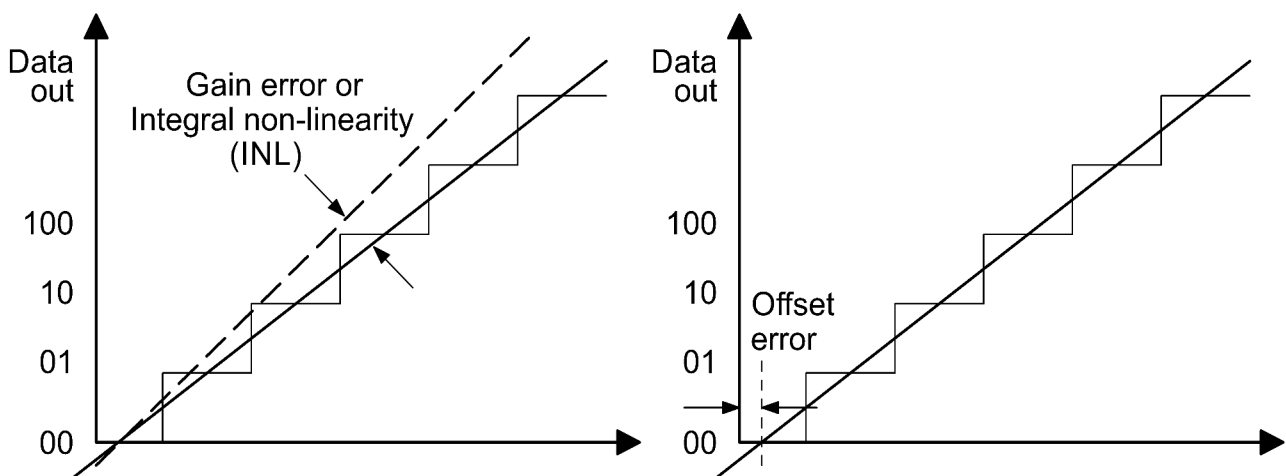 Data
out
Gain error or
Integral non-linearity
(INL)
100
10
01
00
Data
out
100
10
Offset
error
01
00